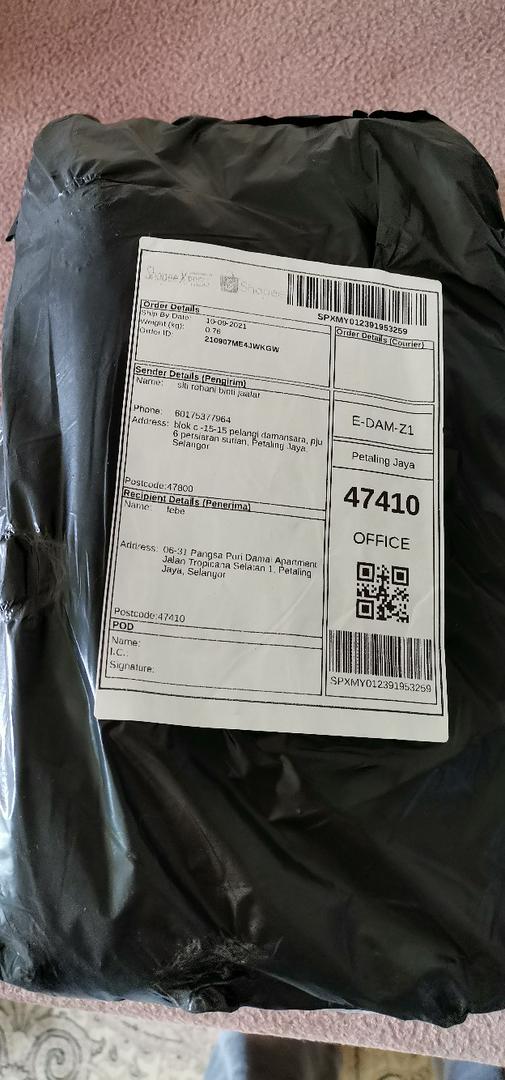 Shopee Xpress
Shopee
SPXMY012391953259
Order Details
Ship By Date: 10-09-2021
Weight (kg): 0.76
Order ID: 210907ME4JWKGW
Order Details (Courier)
Sender Details (Pengirim)
Name: siti rohani binti jaafar
Phone: 60175377964
Address: blok c -15-15 pelangi damansara, pju
6 persiaran surian, Petaling Jaya,
Selangor
Postcode:47800
Recipient Details (Penerima)
Name: febe
Address: 06-31 Pangsa Puri Damai Apartment
Jalan Tropicana Selatan 1, Petaling
Jaya, Selangor
Postcode:47410
POD
Name:
I.C.:
Signature:
E-DAM-Z1
Petaling Jaya
47410
OFFICE
SPXMY012391953259